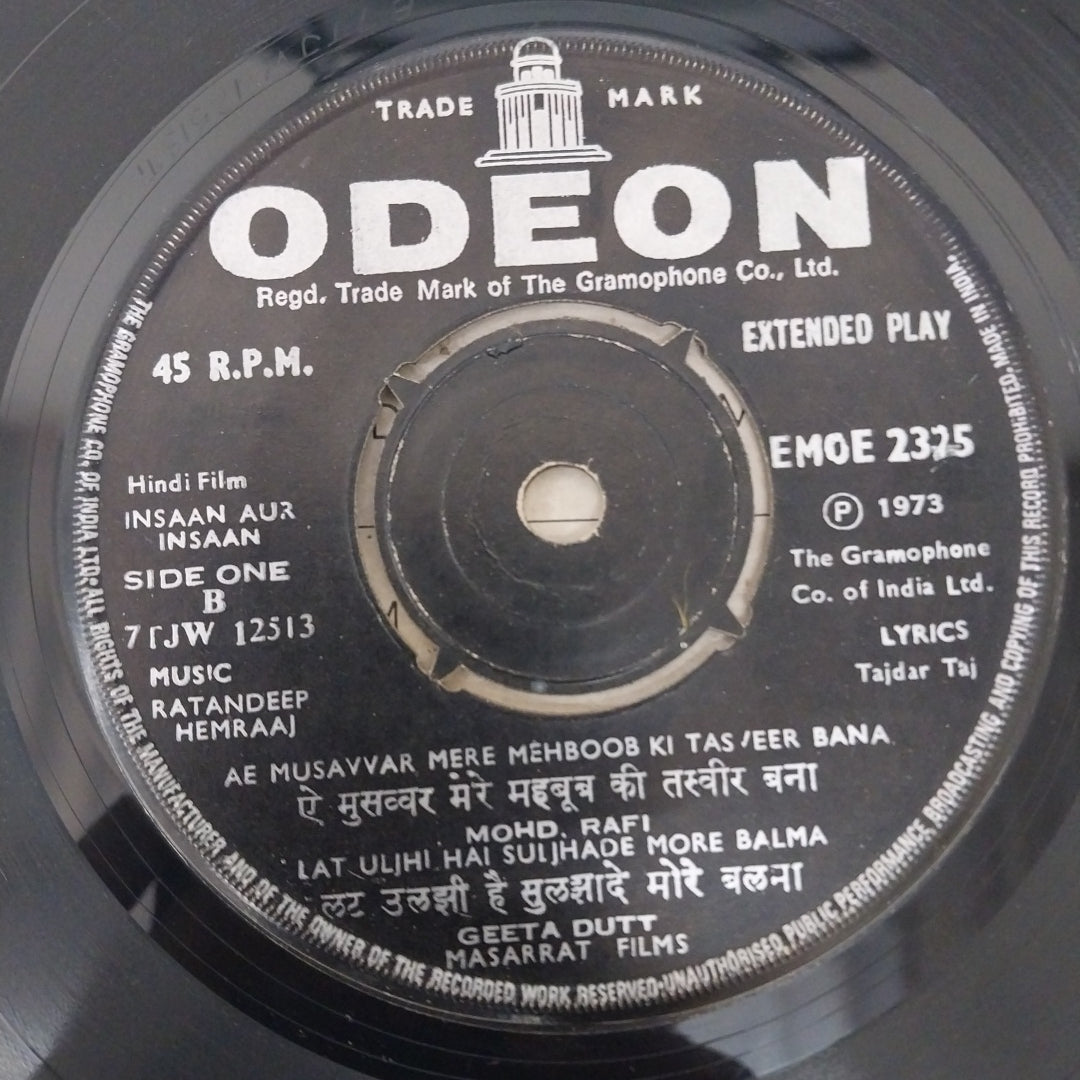 TRADE MARK
ODEON
Regd. Trade Mark of The Gramophone Co., Ltd.
45 R.P.M.
EXTENDED PLAY
EMOE 2325
Ⓟ 1973
The Gramophone
Co. of India Ltd.
LYRICS
Tajdar Taj
Hindi Film
INSAAN AUR
INSAAN
SIDE ONE
B
7TJW 12513
MUSIC
RATANDEEP
HEMRAAJ
AE MUSAVVAR MERE MEHBOOB KI TASVEER BANA
ऐ मुसव्वर मेरे महबूब की तस्वीर बना
MOHD. RAFI
LAT ULJHI HAI SULJHADE MORE BALMA
लट उलझी है सुलझादे मोरे बलमा
GEETA DUTT
MASARRAT FILMS
THE GRAMOPHONE CO. OF INDIA LTD. ALL RIGHTS OF THE MANUFACTURER AND OF THE OWNER OF THE RECORDED WORK RESERVED·UNAUTHORISED PUBLIC PERFORMANCE BROADCASTING AND COPYING OF THIS RECORD PROHIBITED. MADE IN INDIA.